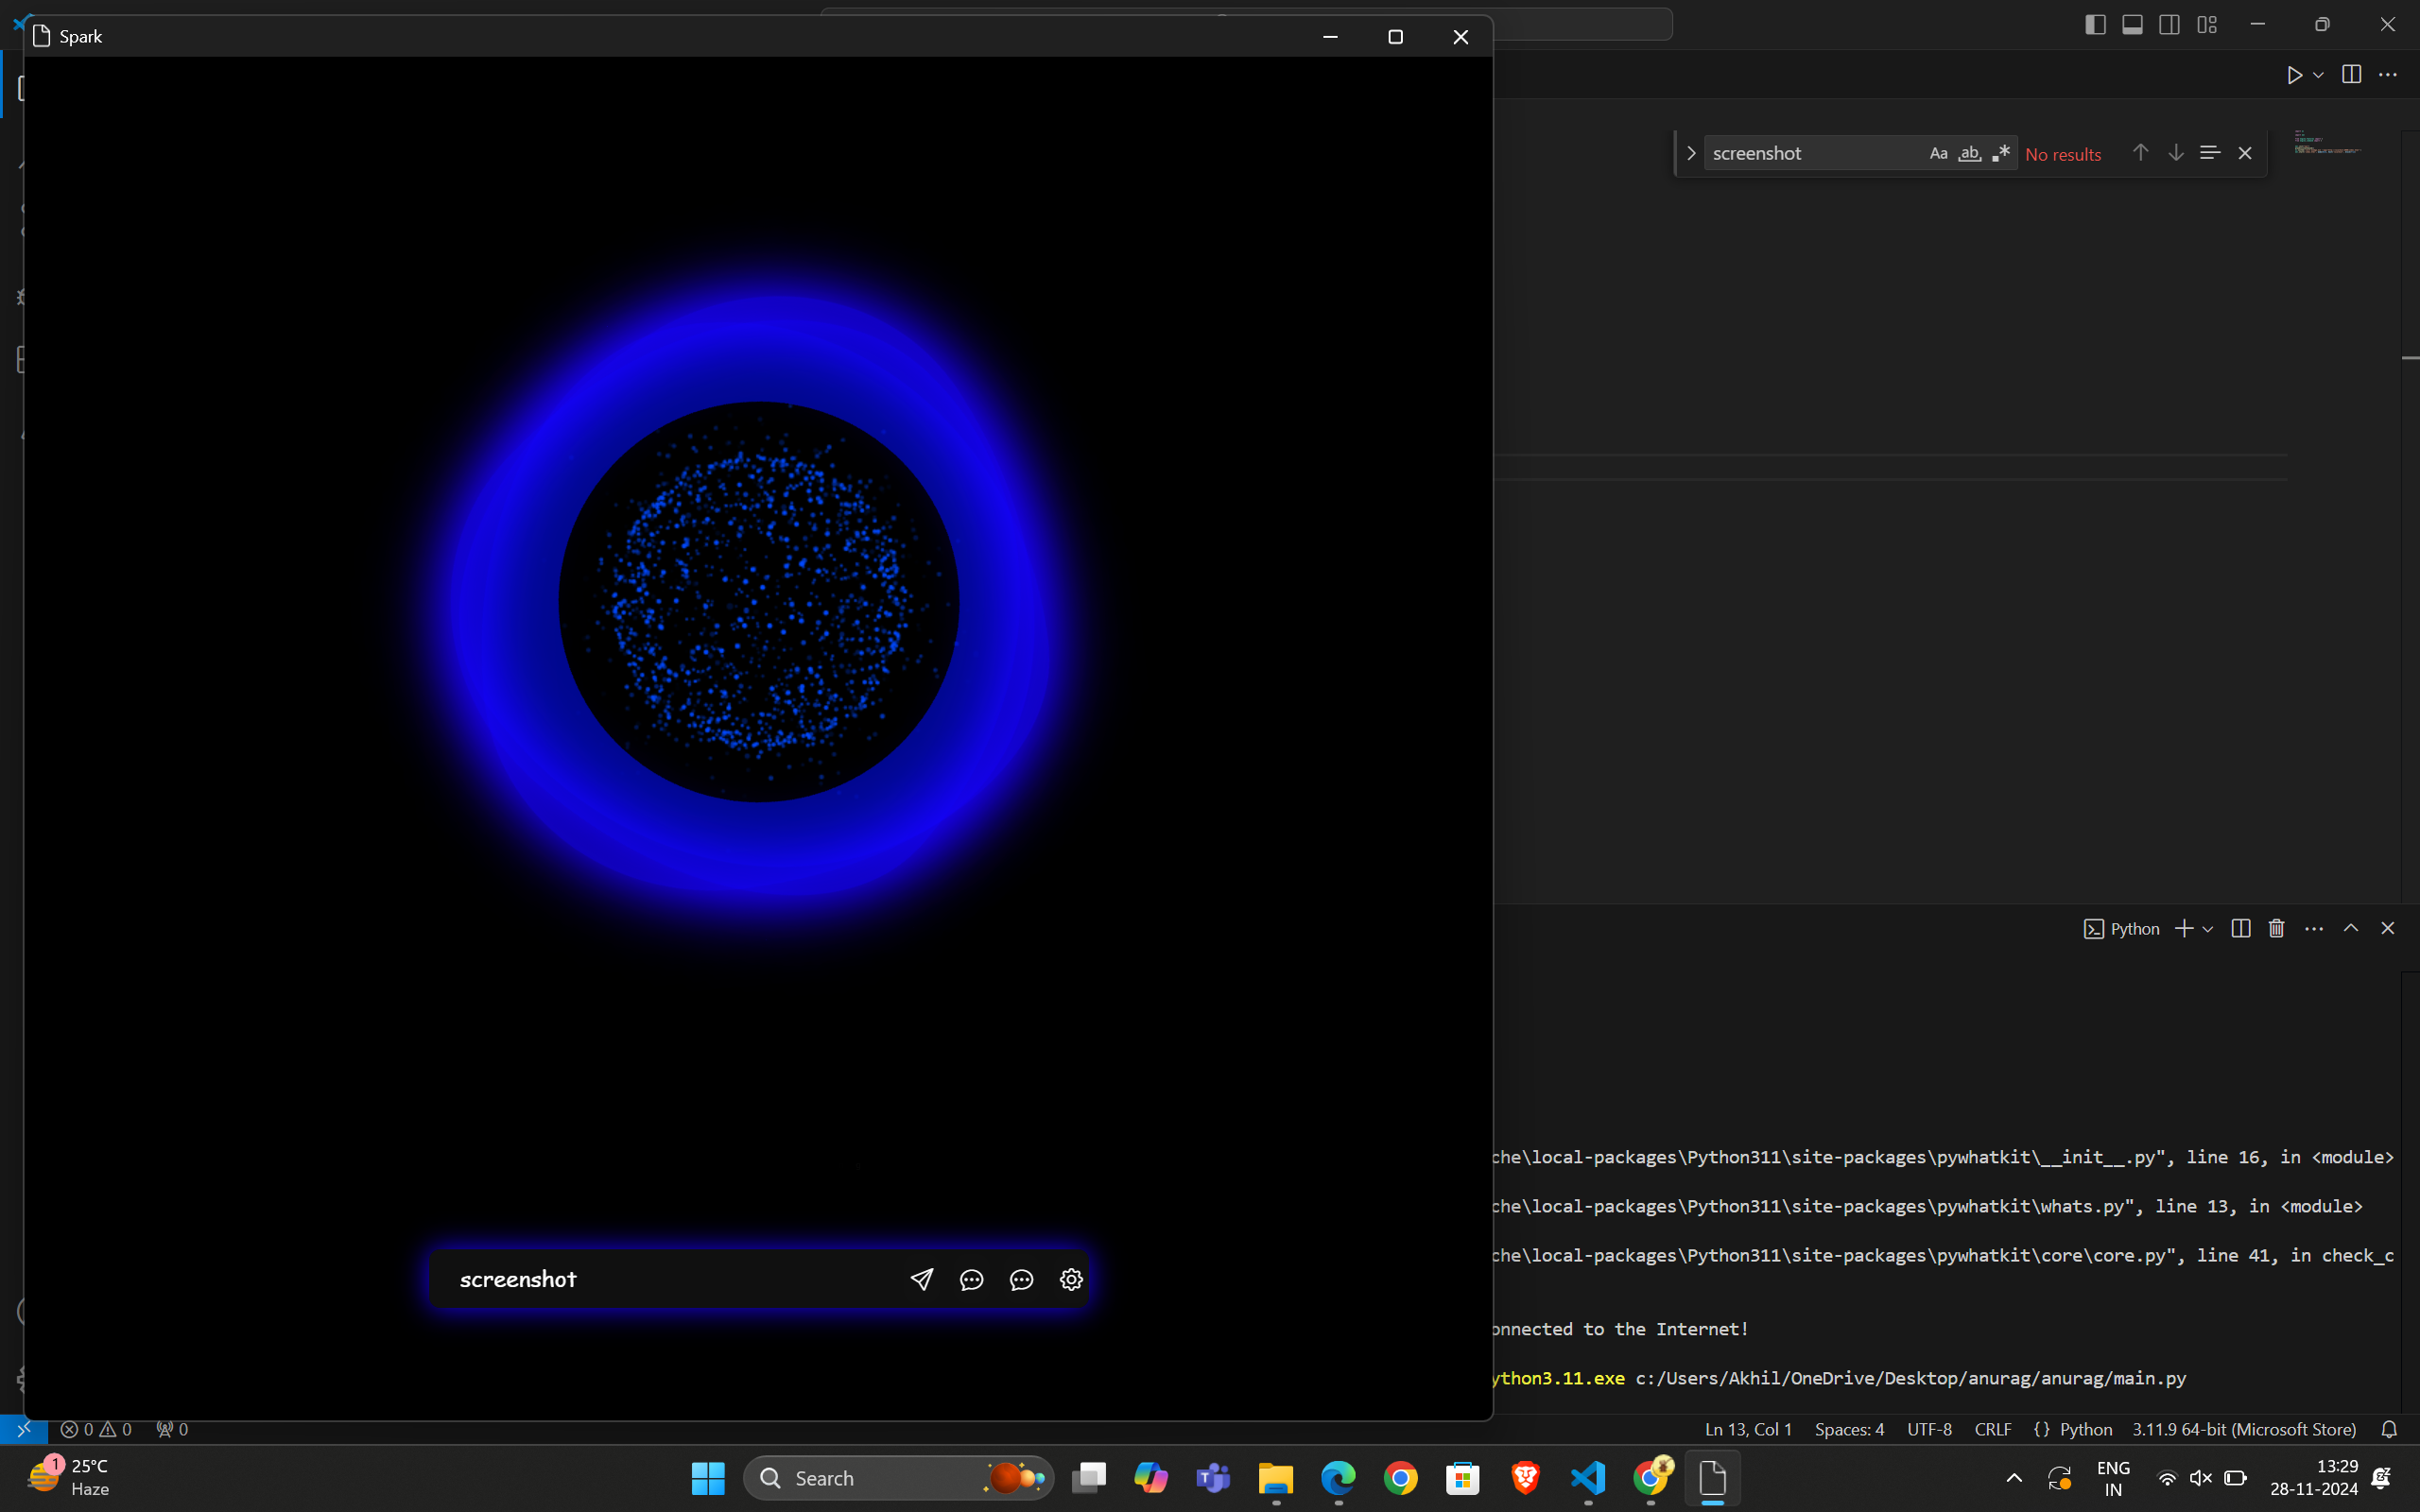 Spark
screenshot
Aa
ab
No results
Python
che\local-packages\Python311\site-packages\pywhatkit\__init__.py", line 16, in <module>
che\local-packages\Python311\site-packages\pywhatkit\whats.py", line 13, in <module>
che\local-packages\Python311\site-packages\pywhatkit\core\core.py", line 41, in check_c
onnected to the Internet!
ython3.11.exe c:/Users/Akhil/OneDrive/Desktop/anurag/anurag/main.py
screenshot
0 0 0
Ln 13, Col 1 Spaces: 4 UTF-8 CRLF {} Python 3.11.9 64-bit (Microsoft Store)
1
25°C
Haze
Search
ENG
IN
13:29
28-11-2024